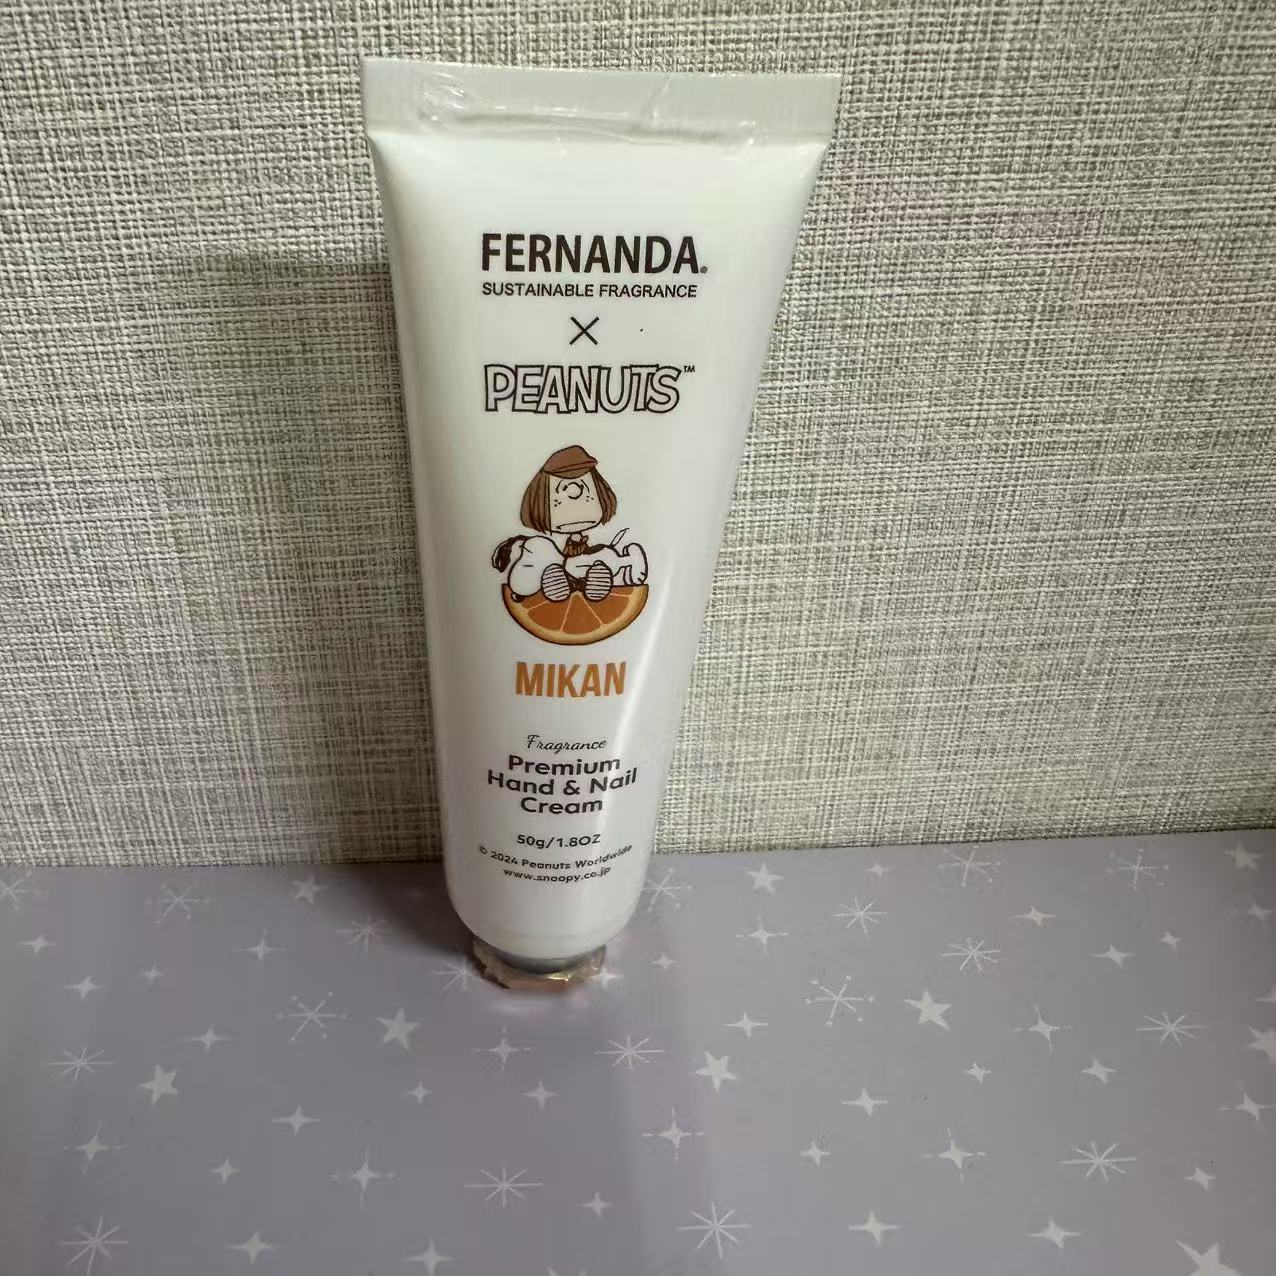 FERNANDA®
SUSTAINABLE FRAGRANCE
×
PEANUTS™
MIKAN
Fragrance
Premium
Hand & Nail
Cream
50g/1.8OZ
© 2024 Peanuts Worldwide
www.snoopy.co.jp